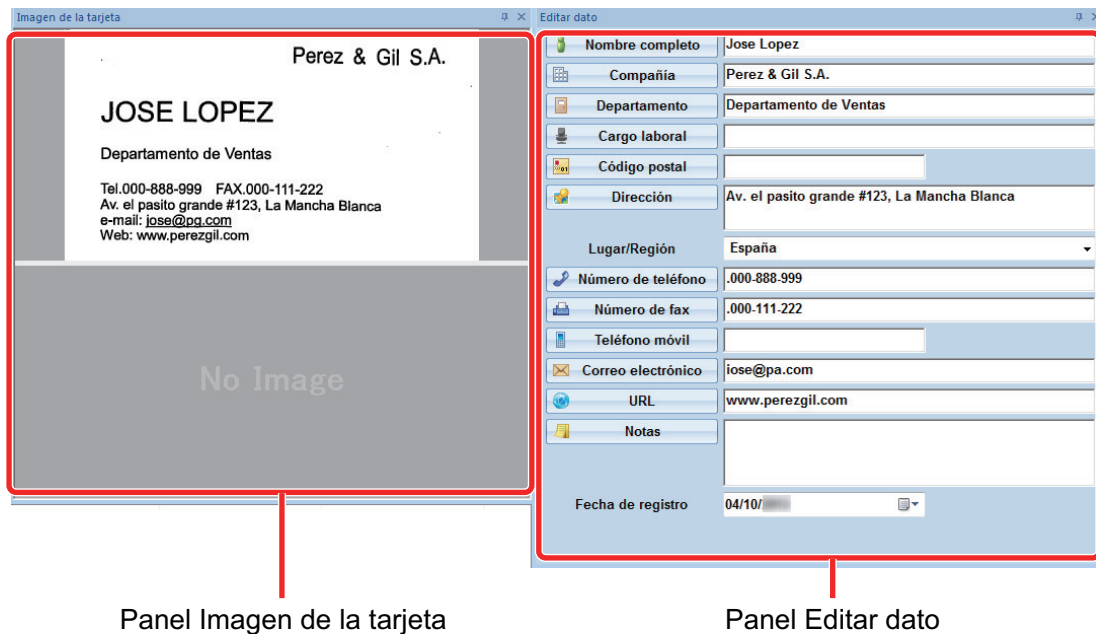 Imagen de la tarjeta
Perez & Gil S.A.
JOSE LOPEZ
Departamento de Ventas
Tel.000-888-999 FAX.000-111-222
Av. el pasito grande #123, La Mancha Blanca
e-mail: jose@pg.com
Web: www.perezgil.com
No Image
Editar dato
Nombre completo Jose Lopez
Compañía Perez & Gil S.A.
Departamento Departamento de Ventas
Cargo laboral
Código postal
Dirección Av. el pasito grande #123, La Mancha Blanca
Lugar/Región España
Número de teléfono .000-888-999
Número de fax .000-111-222
Teléfono móvil
Correo electrónico iose@pa.com
URL www.perezgil.com
Notas
Fecha de registro 04/10/
Panel Imagen de la tarjeta
Panel Editar dato